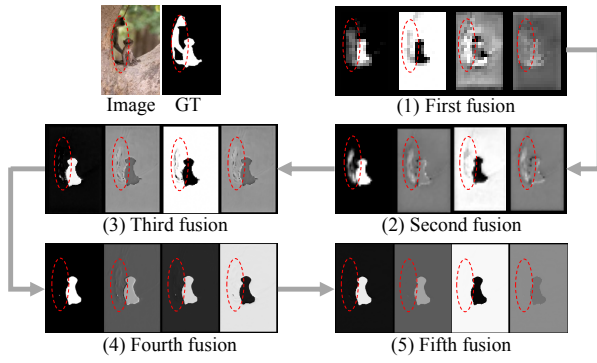 Image
GT
(1) First fusion
(3) Third fusion
(2) Second fusion
(4) Fourth fusion
(5) Fifth fusion